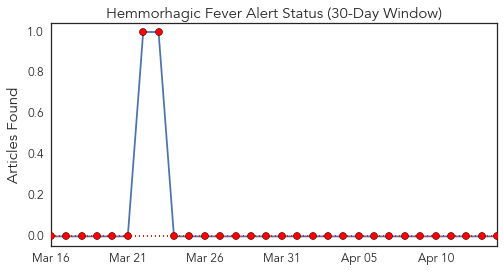 Hemmorhagic Fever Alert Status (30-Day Window)
Articles Found
1.0
0.8
0.6
0.4
0.2
0.0
Mar 16 Mar 21 Mar 26 Mar 31 Apr 05 Apr 10